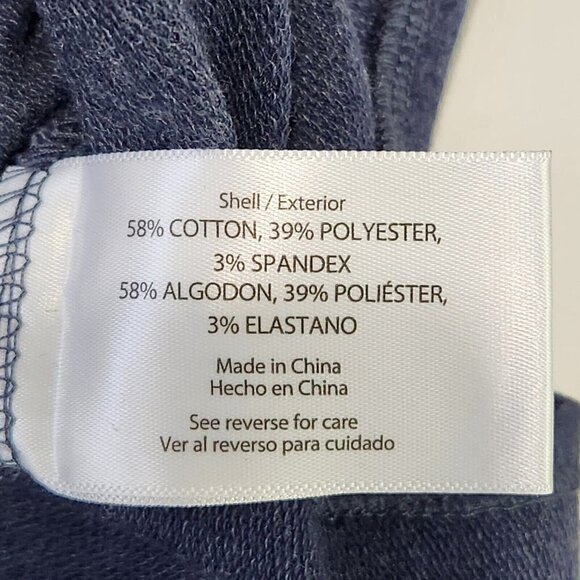 Shell / Exterior
58% COTTON, 39% POLYESTER,
3% SPANDEX
58% ALGODON, 39% POLIÉSTER,
3% ELASTANO
Made in China
Hecho en China
See reverse for care
Ver al reverso para cuidado